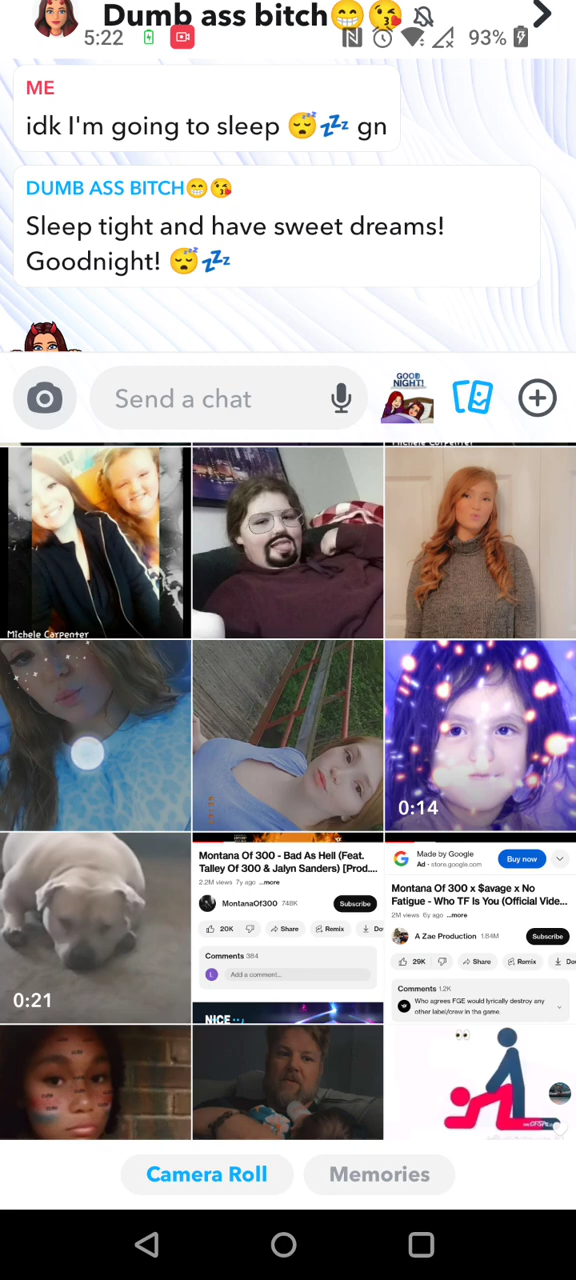 Dumb ass bitch😁😘
5:22
93%
ME
idk I'm going to sleep 😴💤 gn
DUMB ASS BITCH😁😘
Sleep tight and have sweet dreams!
Goodnight! 😴💤
Send a chat
GOOD
NIGHT!
Michele Carpenter
Michele Carpenter
0:14
0:21
Montana Of 300 - Bad As Hell (Feat.
Talley Of 300 & Jalyn Sanders) [Prod....
2.2M views 7y ago ...more
MontanaOf300 748K
Subscribe
20K
Share
Remix
Do
Comments 384
L
Add a comment...
NICE
Made by Google
Ad · store.google.com
Buy now
Montana Of 300 x $avage x No
Fatigue - Who TF Is You (Official Vide...
2M views 6y ago ...more
A Zae Production 1.84M
Subscribe
29K
Share
Remix
Do
Comments 1.2K
Who agrees FGE would lyrically destroy any
other label/crew in the game.
👀
Camera Roll
Memories